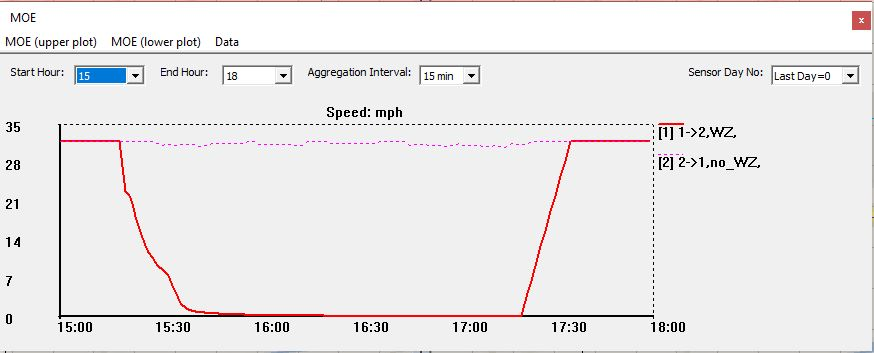 MOE
x
MOE (upper plot) MOE (lower plot) Data
Start Hour: 15 End Hour: 18 Aggregation Interval: 15 min Sensor Day No: Last Day=0
Speed: mph
35
[1] 1->2,WZ,
28
[2] 2->1,no_WZ,
21
14
7
0
15:00 15:30 16:00 16:30 17:00 17:30 18:00